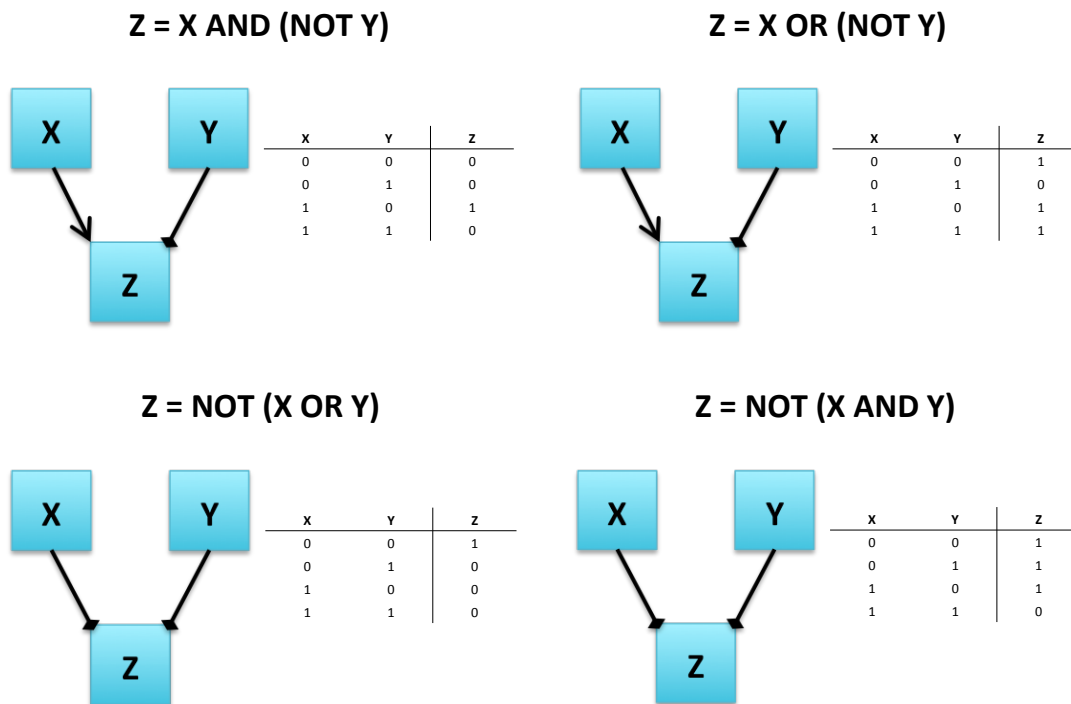 Z = X AND (NOT Y)
X
Y
Z
X Y Z
0 0 0
0 1 0
1 0 1
1 1 0
Z = X OR (NOT Y)
X
Y
Z
X Y Z
0 0 1
0 1 0
1 0 1
1 1 1
Z = NOT (X OR Y)
X
Y
Z
X Y Z
0 0 1
0 1 0
1 0 0
1 1 0
Z = NOT (X AND Y)
X
Y
Z
X Y Z
0 0 1
0 1 1
1 0 1
1 1 0